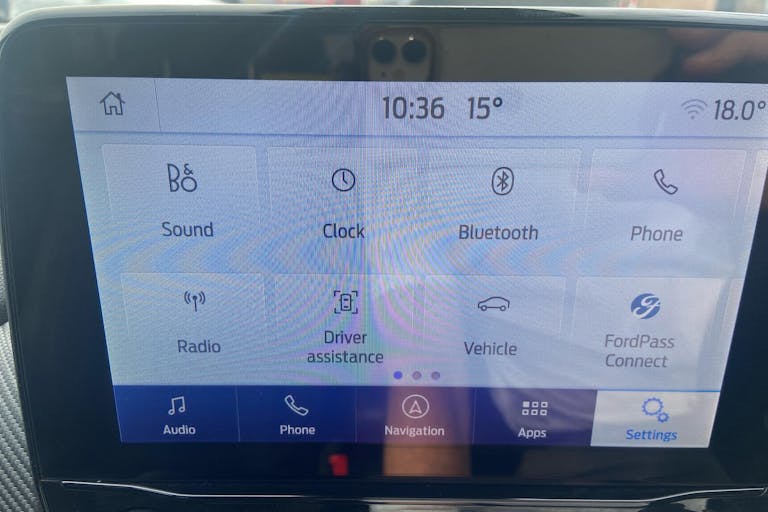 10:36 15° 18.0°
B&O
Sound
Clock
Bluetooth
Phone
Radio
Driver
assistance
Vehicle
FordPass
Connect
Audio
Phone
Navigation
Apps
Settings